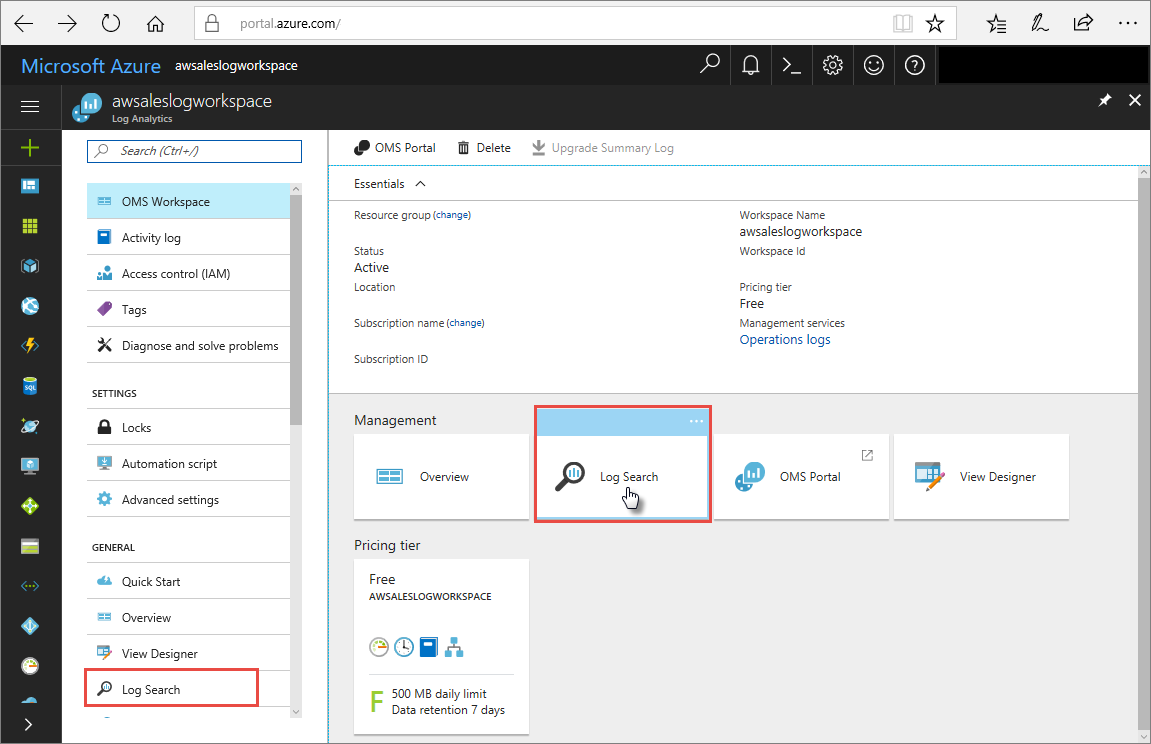 portal.azure.com/
Microsoft Azure awsaleslogworkspace
awsaleslogworkspace
Log Analytics
Search (Ctrl+/)
OMS Workspace
Activity log
Access control (IAM)
Tags
Diagnose and solve problems
SETTINGS
Locks
Automation script
Advanced settings
GENERAL
Quick Start
Overview
View Designer
Log Search
OMS Portal Delete Upgrade Summary Log
Essentials
Resource group (change)
Status
Active
Location
Subscription name (change)
Subscription ID
Workspace Name
awsaleslogworkspace
Workspace Id
Pricing tier
Free
Management services
Operations logs
Management
Overview
Log Search
OMS Portal
View Designer
Pricing tier
Free
AWSALESLOGWORKSPACE
F
500 MB daily limit
Data retention 7 days
SQL